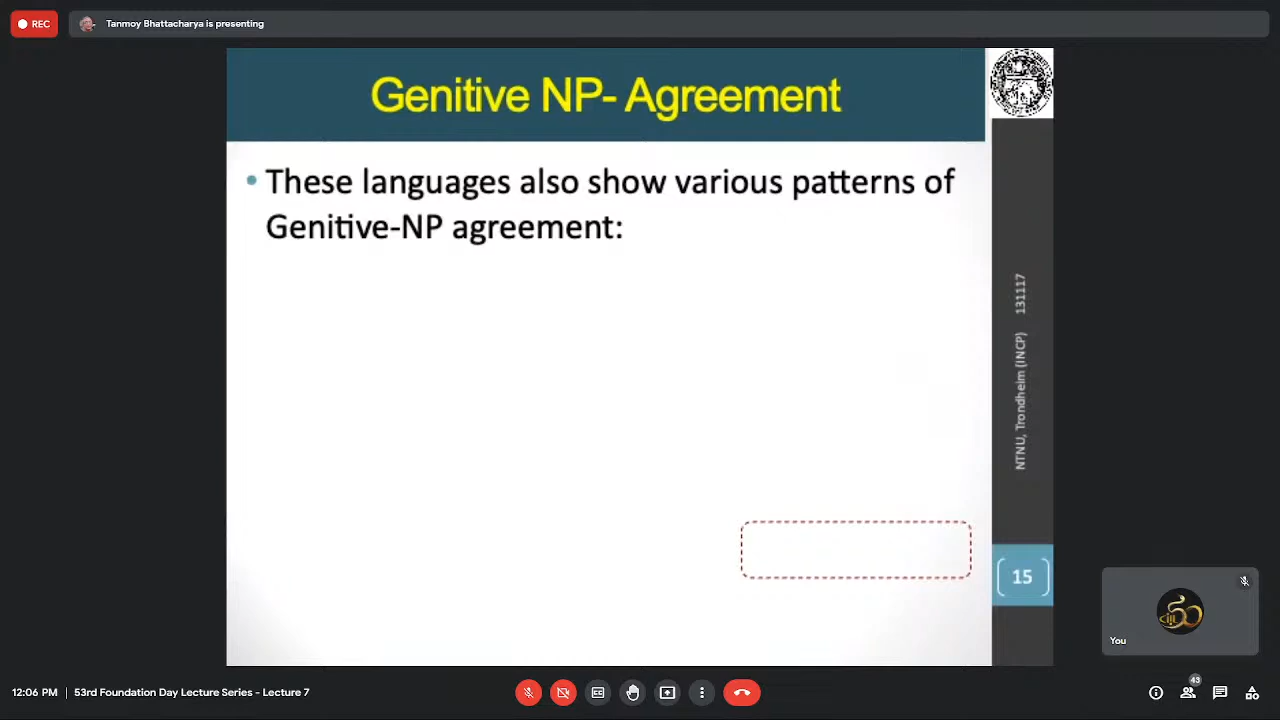 REC
Tanmoy Bhattacharya is presenting
Genitive NP- Agreement
• These languages also show various patterns of
Genitive-NP agreement:
NTNU, Trondheim (INCP) 131117
15
You
12:06 PM | 53rd Foundation Day Lecture Series - Lecture 7
43